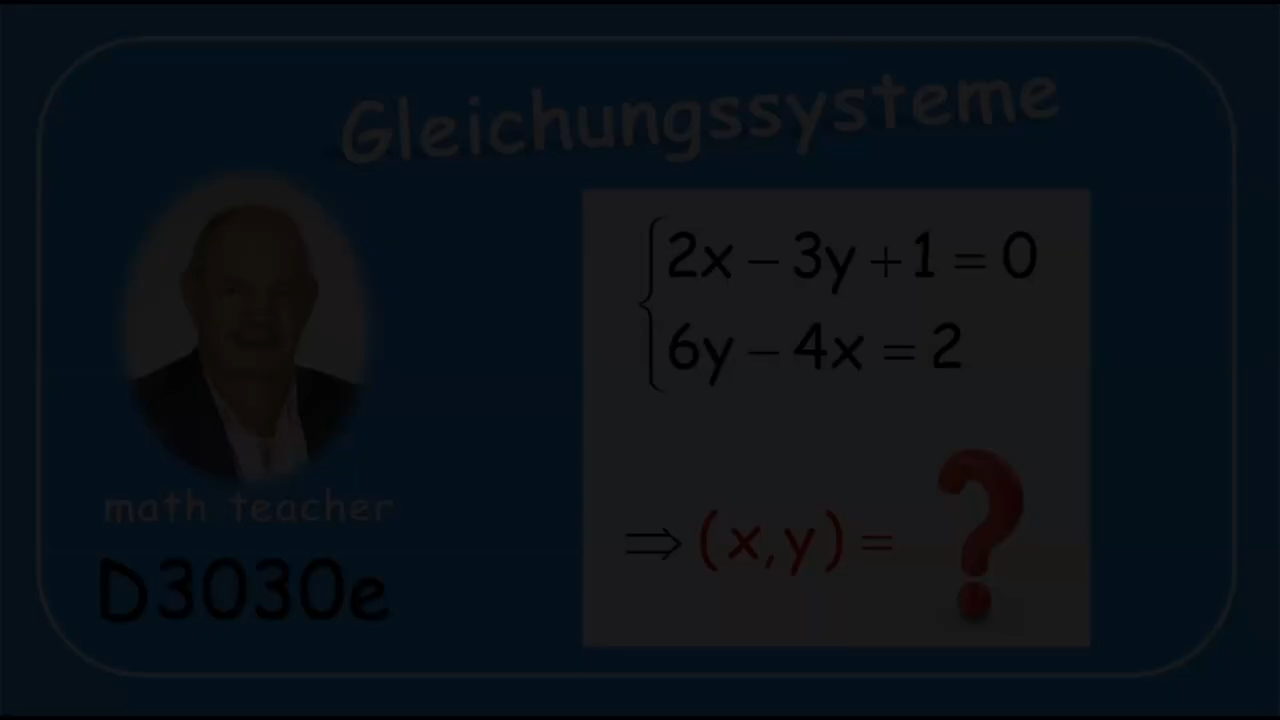 Gleichungssysteme
2x − 3y + 1 = 0
6y − 4x = 2
⇒ (x,y) = ?
math teacher
D3030e